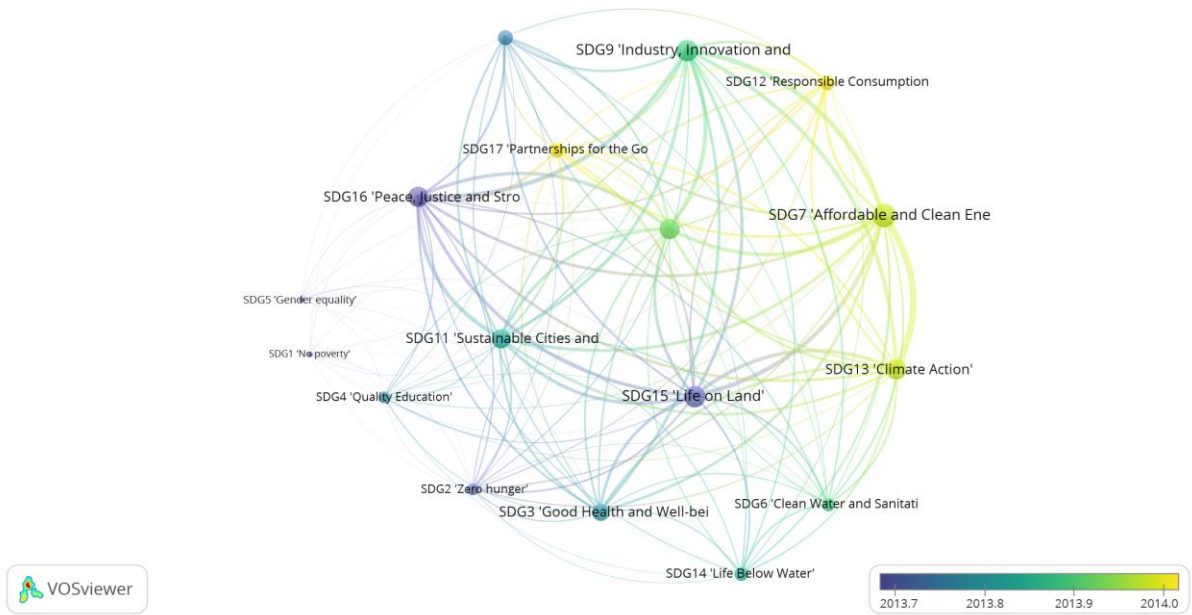 SDG9 'Industry, Innovation and
SDG12 'Responsible Consumption
SDG17 'Partnerships for the Go
SDG16 'Peace, Justice and Stro
SDG7 'Affordable and Clean Ene
SDG5 'Gender equality'
SDG11 'Sustainable Cities and
SDG1 'No poverty'
SDG13 'Climate Action'
SDG4 'Quality Education'
SDG15 'Life on Land'
SDG2 'Zero hunger'
SDG3 'Good Health and Well-bei
SDG6 'Clean Water and Sanitati
SDG14 'Life Below Water'
VOSviewer
2013.7 2013.8 2013.9 2014.0